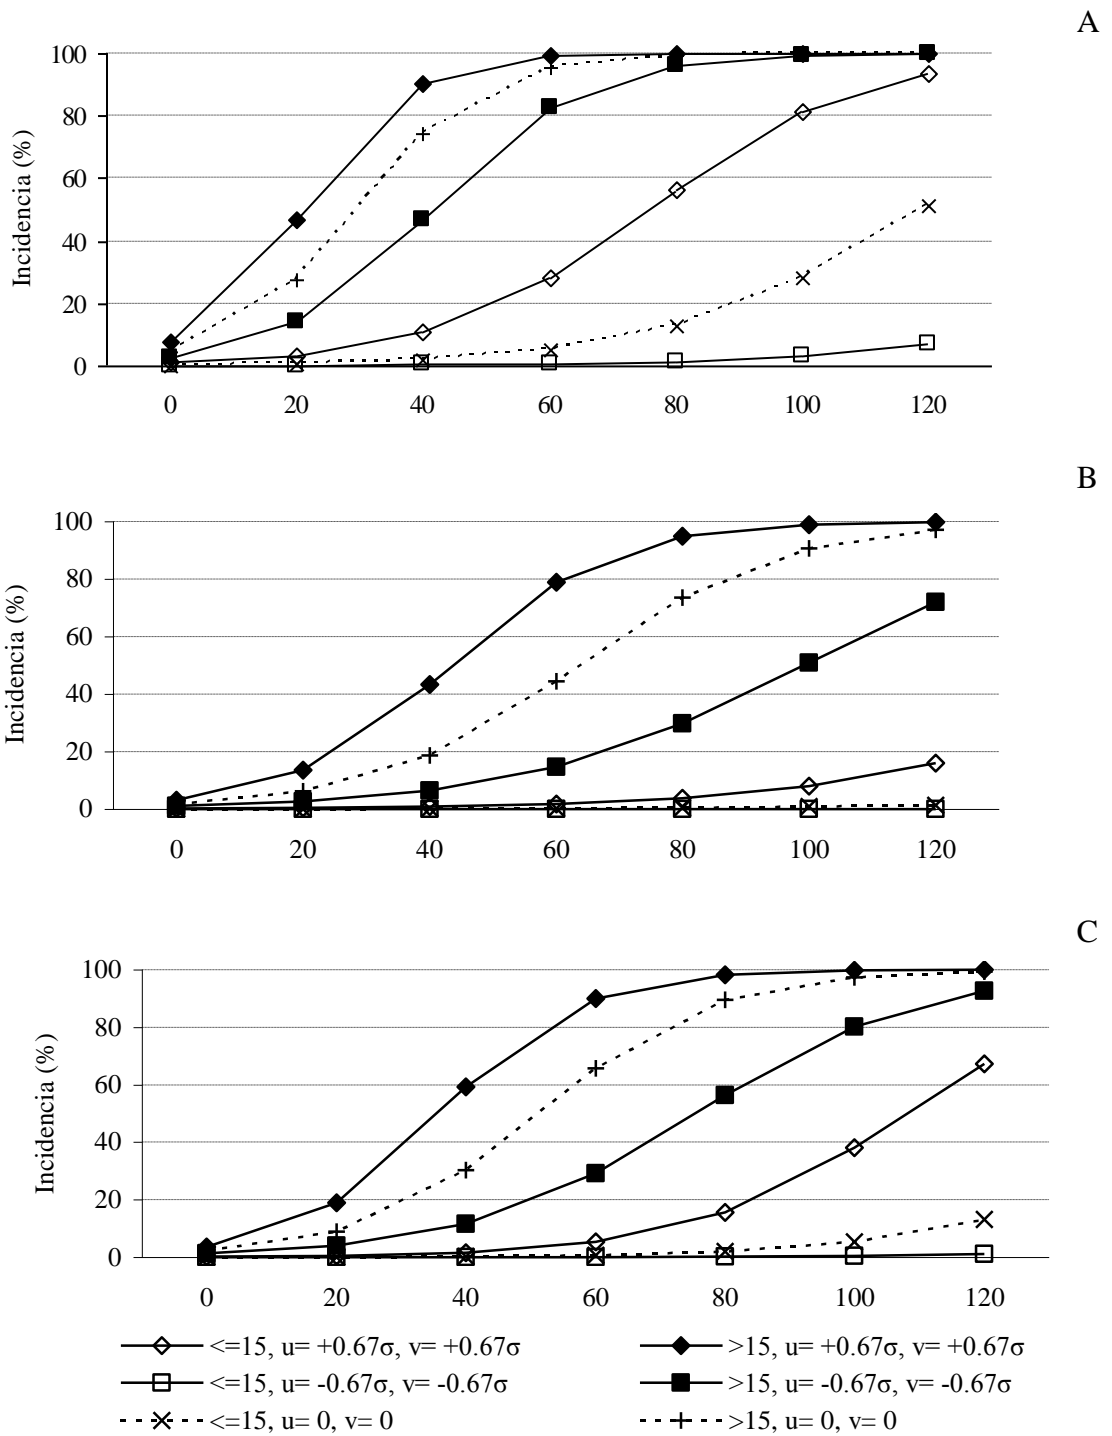 A
100
80
60
40
20
0
Incidencia (%)
0 20 40 60 80 100 120
B
100
80
60
40
20
0
Incidencia (%)
0 20 40 60 80 100 120
C
100
80
60
40
20
0
Incidencia (%)
0 20 40 60 80 100 120
<=15, u= +0.67σ, v= +0.67σ
>15, u= +0.67σ, v= +0.67σ
<=15, u= -0.67σ, v= -0.67σ
>15, u= -0.67σ, v= -0.67σ
<=15, u= 0, v= 0
>15, u= 0, v= 0